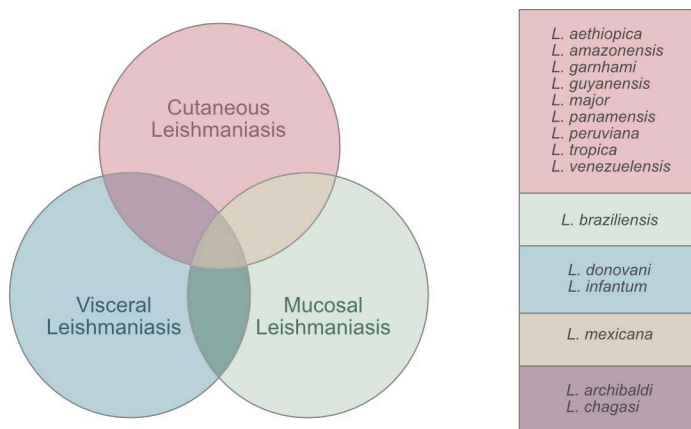 Cutaneous
Leishmaniasis
Visceral
Leishmaniasis
Mucosal
Leishmaniasis
L. aethiopica
L. amazonensis
L. garnhami
L. guyanensis
L. major
L. panamensis
L. peruviana
L. tropica
L. venezuelensis
L. braziliensis
L. donovani
L. infantum
L. mexicana
L. archibaldi
L. chagasi